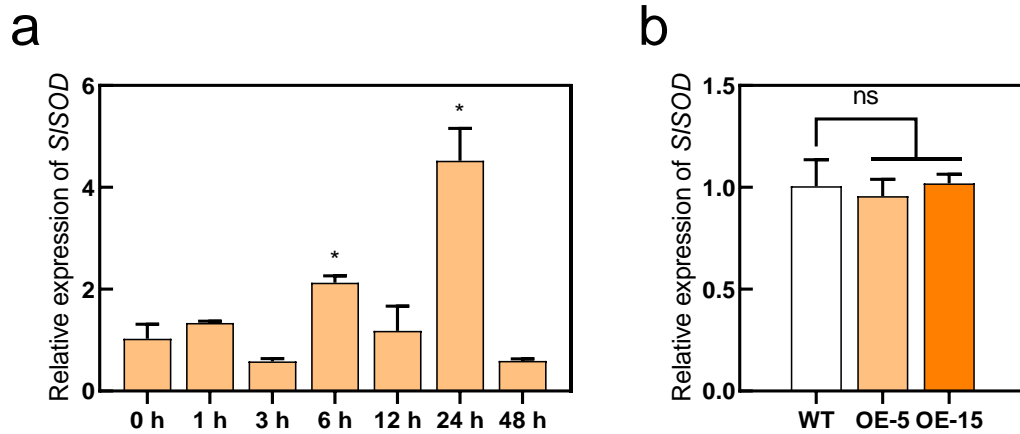 a
Relative expression of SlSOD
6
4
2
0
*
*
0 h 1 h 3 h 6 h 12 h 24 h 48 h
b
Relative expression of SlSOD
1.5
1.0
0.5
0.0
ns
WT OE-5 OE-15